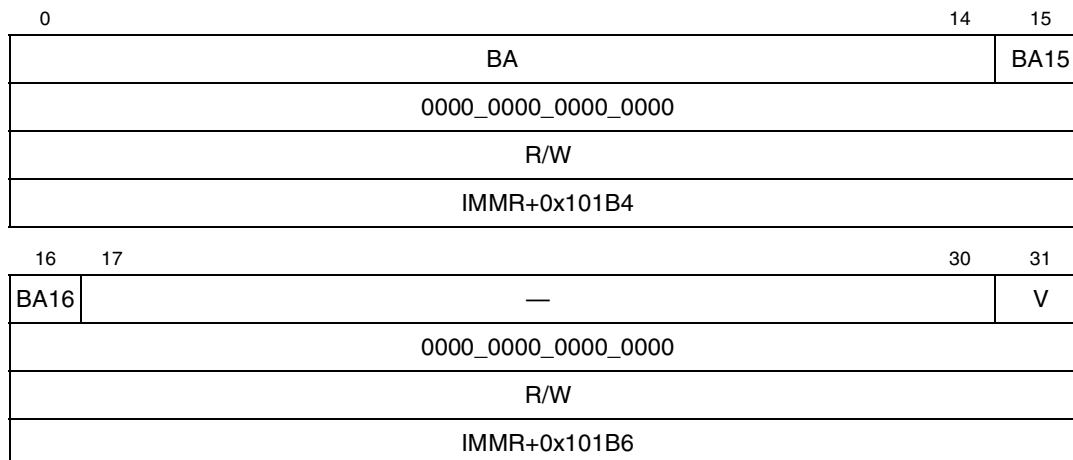 0 14 15
BA BA15
0000_0000_0000_0000
R/W
IMMR+0x101B4
16 17 30 31
BA16 — V
0000_0000_0000_0000
R/W
IMMR+0x101B6